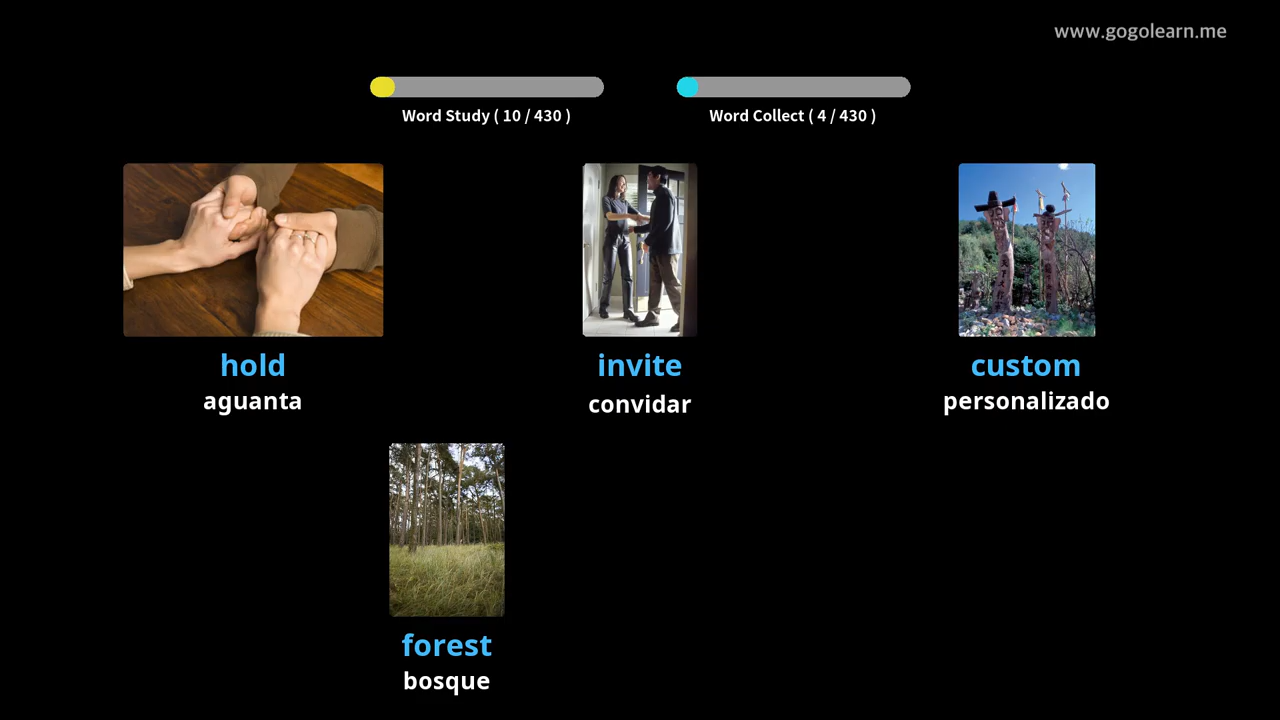 www.gogolearn.me
Word Study ( 10 / 430 )
Word Collect ( 4 / 430 )
hold
aguanta
invite
convidar
custom
personalizado
forest
bosque